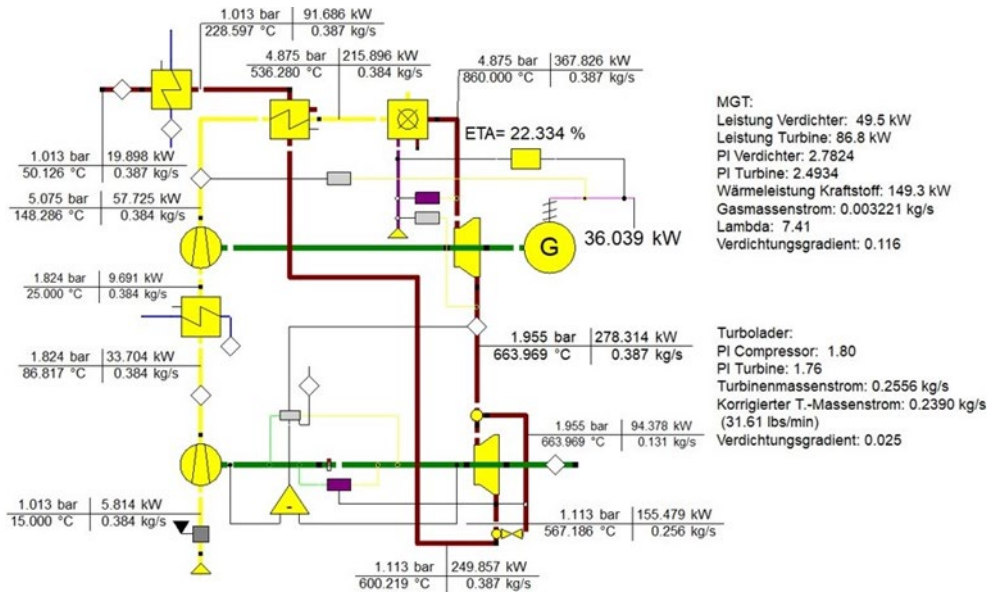 1.013 bar 91.686 kW
228.597 °C 0.387 kg/s
4.875 bar 215.896 kW
536.280 °C 0.384 kg/s
4.875 bar 367.826 kW
860.000 °C 0.387 kg/s
ETA= 22.334 %
1.013 bar 19.898 kW
50.126 °C 0.387 kg/s
5.075 bar 57.725 kW
148.286 °C 0.384 kg/s
G
36.039 kW
1.824 bar 9.691 kW
25.000 °C 0.384 kg/s
1.824 bar 33.704 kW
86.817 °C 0.384 kg/s
1.955 bar 278.314 kW
663.969 °C 0.387 kg/s
1.955 bar 94.378 kW
663.969 °C 0.131 kg/s
1.013 bar 5.814 kW
15.000 °C 0.384 kg/s
-
1.113 bar 155.479 kW
567.186 °C 0.256 kg/s
1.113 bar 249.857 kW
600.219 °C 0.387 kg/s
MGT:
Leistung Verdichter: 49.5 kW
Leistung Turbine: 86.8 kW
PI Verdichter: 2.7824
PI Turbine: 2.4934
Wärmeleistung Kraftstoff: 149.3 kW
Gasmassenstrom: 0.003221 kg/s
Lambda: 7.41
Verdichtungsgradient: 0.116
Turbolader:
PI Compressor: 1.80
PI Turbine: 1.76
Turbinenmassenstrom: 0.2556 kg/s
Korrigierter T.-Massenstrom: 0.2390 kg/s
(31.61 lbs/min)
Verdichtungsgradient: 0.025